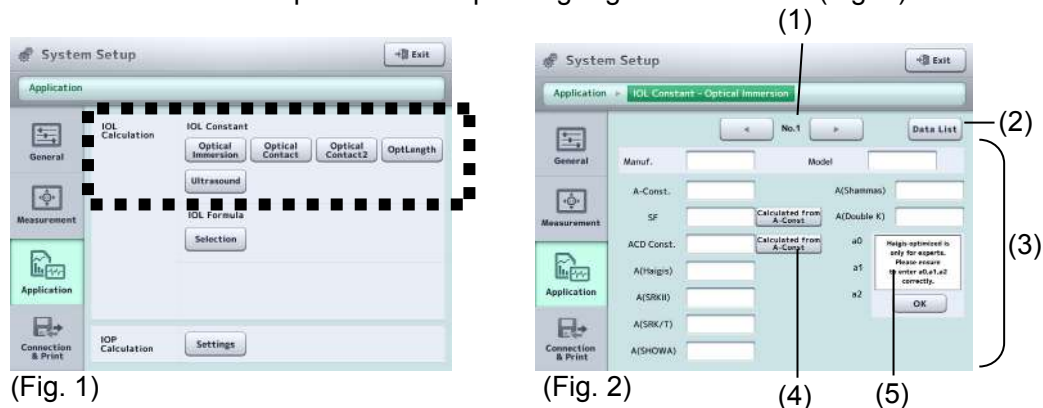 (1)
System Setup
Exit
Application
General
Measurement
Application
Connection
& Print
IOL
Calculation
IOL Constant
Optical
Immersion
Optical
Contact
Optical
Contact2
OptLength
Ultrasound
IOL Formula
Selection
IOP
Calculation
Settings
(Fig. 1)
System Setup
Exit
Application
IOL Constant - Optical Immersion
No.1
Data List
(2)
General
Measurement
Application
Connection
& Print
Manuf.
Model
A-Const.
A(Shammas)
SF
Calculated from
A-Const
A(Double K)
ACD Const.
Calculated from
A-Const
a0
Haigis optimized is
only for experts.
Please ensure
to enter a0,a1,a2
correctly.
A(Haigis)
a1
A(SRKII)
a2
OK
A(SRK/T)
A(SHOWA)
(3)
(Fig. 2)
(4)
(5)